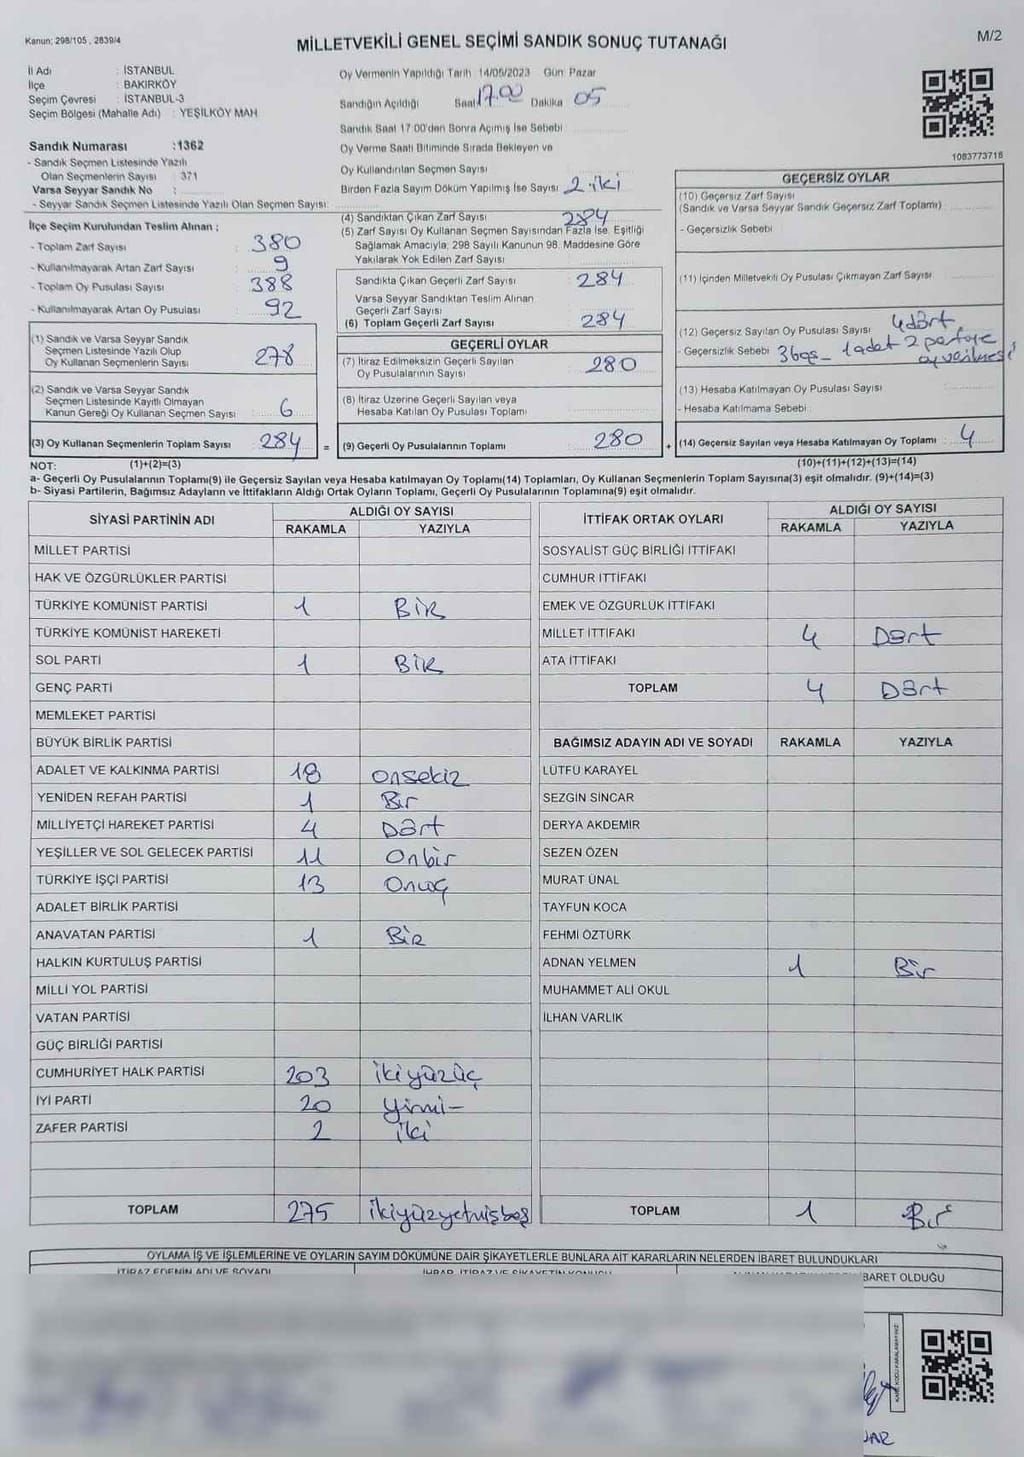 Kanun: 298/105 , 2839/4
MİLLETVEKİLİ GENEL SEÇİMİ SANDIK SONUÇ TUTANAĞI
M/2
İl Adı : İSTANBUL
İlçe : BAKIRKÖY
Seçim Çevresi : İSTANBUL-3
Seçim Bölgesi (Mahalle Adı) : YEŞİLKÖY MAH
Sandık Numarası :1362
- Sandık Seçmen Listesinde Yazılı
Olan Seçmenlerin Sayısı : 371
Varsa Seyyar Sandık No :
- Seyyar Sandık Seçmen Listesinde Yazılı Olan Seçmen Sayısı:
Oy Vermenin Yapıldığı Tarih 14/05/2023 Gün Pazar
Sandığın Açıldığı Saat 17.00 Dakika 05
Sandık Saat 17:00'den Sonra Açımış İse Sebebi
Oy Verme Saati Bitiminde Sırada Bekleyen ve
Oy Kullandırılan Seçmen Sayısı
Birden Fazla Sayım Döküm Yapılmış İse Sayısı 2 iki
1083773716
İlçe Seçim Kurulundan Teslim Alınan ;
- Toplam Zarf Sayısı : 380
- Kullanılmayarak Artan Zarf Sayısı : 9
- Toplam Oy Pusulası Sayısı : 388
- Kullanılmayarak Artan Oy Pusulası : 92
(1) Sandık ve Varsa Seyyar Sandık
Seçmen Listesinde Yazılı Olup
Oy Kullanan Seçmenlerin Sayısı 278
(2) Sandık ve Varsa Seyyar Sandık
Seçmen Listesinde Kayıtlı Olmayan
Kanun Gereği Oy Kullanan Seçmen Sayısı 6
(3) Oy Kullanan Seçmenlerin Toplam Sayısı 284 =
(4) Sandıktan Çıkan Zarf Sayısı 284
(5) Zarf Sayısı Oy Kullanan Seçmen Sayısından Fazla İse, Eşitliği
Sağlamak Amacıyla; 298 Sayılı Kanunun 98. Maddesine Göre
Yakılarak Yok Edilen Zarf Sayısı
Sandıkta Çıkan Geçerli Zarf Sayısı 284
Varsa Seyyar Sandıktan Teslim Alınan
Geçerli Zarf Sayısı
(6) Toplam Geçerli Zarf Sayısı 284
GEÇERLİ OYLAR
(7) İtiraz Edilmeksizin Geçerli Sayılan
Oy Pusulalarının Sayısı 280
(8) İtiraz Üzerine Geçerli Sayılan veya
Hesaba Katılan Oy Pusulası Toplamı
(9) Geçerli Oy Pusulalarının Toplamı 280 +
GEÇERSİZ OYLAR
(10) Geçersiz Zarf Sayısı
(Sandık ve Varsa Seyyar Sandık Geçersiz Zarf Toplamı)
- Geçersizlik Sebebi
(11) İçinden Milletvekili Oy Pusulası Çıkmayan Zarf Sayısı
(12) Geçersiz Sayılan Oy Pusulası Sayısı 4 dört
- Geçersizlik Sebebi 3 boş - 1 adet 2 partiye
oy verilmesi
(13) Hesaba Katılmayan Oy Pusulası Sayısı
- Hesaba Katılmama Sebebi
(14) Geçersiz Sayılan veya Hesaba Katılmayan Oy Toplamı 4
NOT: (1)+(2)=(3) (10)+(11)+(12)+(13)=(14)
a- Geçerli Oy Pusulalarının Toplamı(9) ile Geçersiz Sayılan veya Hesaba katılmayan Oy Toplamı(14) Toplamları, Oy Kullanan Seçmenlerin Toplam Sayısına(3) eşit olmalıdır. (9)+(14)=(3)
b- Siyasi Partilerin, Bağımsız Adayların ve İttifakların Aldığı Ortak Oyların Toplamı, Geçerli Oy Pusulalarının Toplamına(9) eşit olmalıdır.
SİYASİ PARTİNİN ADI ALDIĞI OY SAYISI
RAKAMLA YAZIYLA
MİLLET PARTİSİ
HAK VE ÖZGÜRLÜKLER PARTİSİ
TÜRKİYE KOMÜNİST PARTİSİ 1 BİR
TÜRKİYE KOMÜNİST HAREKETİ
SOL PARTİ 1 BİR
GENÇ PARTİ
MEMLEKET PARTİSİ
BÜYÜK BİRLİK PARTİSİ
ADALET VE KALKINMA PARTİSİ 18 onsekiz
YENİDEN REFAH PARTİSİ 1 Bir
MİLLİYETÇİ HAREKET PARTİSİ 4 Dört
YEŞİLLER VE SOL GELECEK PARTİSİ 11 Onbir
TÜRKİYE İŞÇİ PARTİSİ 13 Onüç
ADALET BİRLİK PARTİSİ
ANAVATAN PARTİSİ 1 Bir
HALKIN KURTULUŞ PARTİSİ
MİLLİ YOL PARTİSİ
VATAN PARTİSİ
GÜÇ BİRLİĞİ PARTİSİ
CUMHURİYET HALK PARTİSİ 203 ikiyüzüç
İYİ PARTİ 20 yirmi-
ZAFER PARTİSİ 2 iki
TOPLAM 275 ikiyüzyetmişbeş
İTTİFAK ORTAK OYLARI ALDIĞI OY SAYISI
RAKAMLA YAZIYLA
SOSYALİST GÜÇ BİRLİĞİ İTTİFAKI
CUMHUR İTTİFAKI
EMEK VE ÖZGÜRLÜK İTTİFAKI
MİLLET İTTİFAKI 4 Dört
ATA İTTİFAKI
TOPLAM 4 Dört
BAĞIMSIZ ADAYIN ADI VE SOYADI RAKAMLA YAZIYLA
LÜTFÜ KARAYEL
SEZGİN SİNCAR
DERYA AKDEMİR
SEZEN ÖZEN
MURAT ÜNAL
TAYFUN KOCA
FEHMİ ÖZTÜRK
ADNAN YELMEN 1 Bir
MUHAMMET ALİ OKUL
İLHAN VARLIK
TOPLAM 1 Bir
OYLAMA İŞ VE İŞLEMLERİNE VE OYLARIN SAYIM DÖKÜMÜNE DAİR ŞİKAYETLERLE BUNLARA AİT KARARLARIN NELERDEN İBARET BULUNDUKLARI
İTİRAZ EDENİN ADI VE SOYADI
BARET OLDUĞU